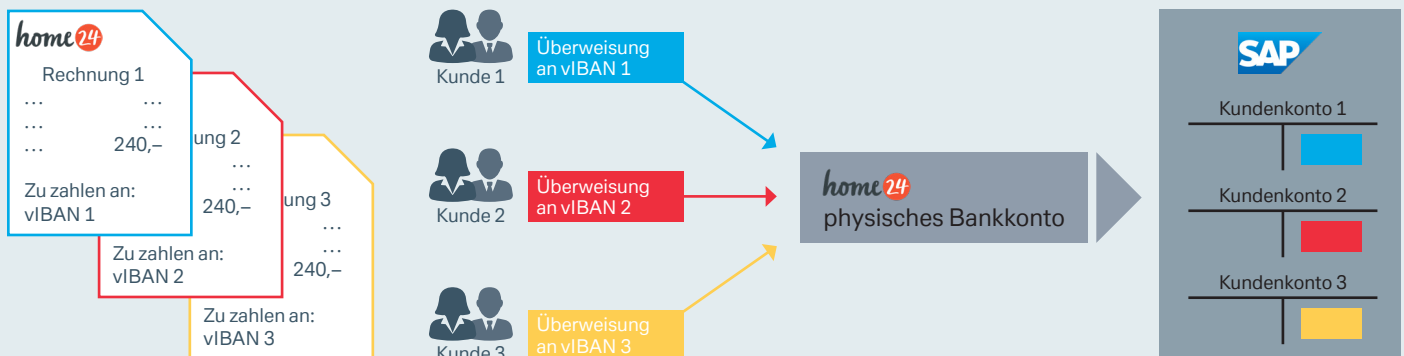 home24
Rechnung 1
... ...
... ...
... 240,–
Zu zahlen an:
vIBAN 1
ung 2
...
...
240,–
Zu zahlen an:
vIBAN 2
ung 3
...
...
240,–
Zu zahlen an:
vIBAN 3
Kunde 1
Überweisung
an vIBAN 1
Kunde 2
Überweisung
an vIBAN 2
Kunde 3
Überweisung
an vIBAN 3
home24
physisches Bankkonto
SAP
Kundenkonto 1
Kundenkonto 2
Kundenkonto 3